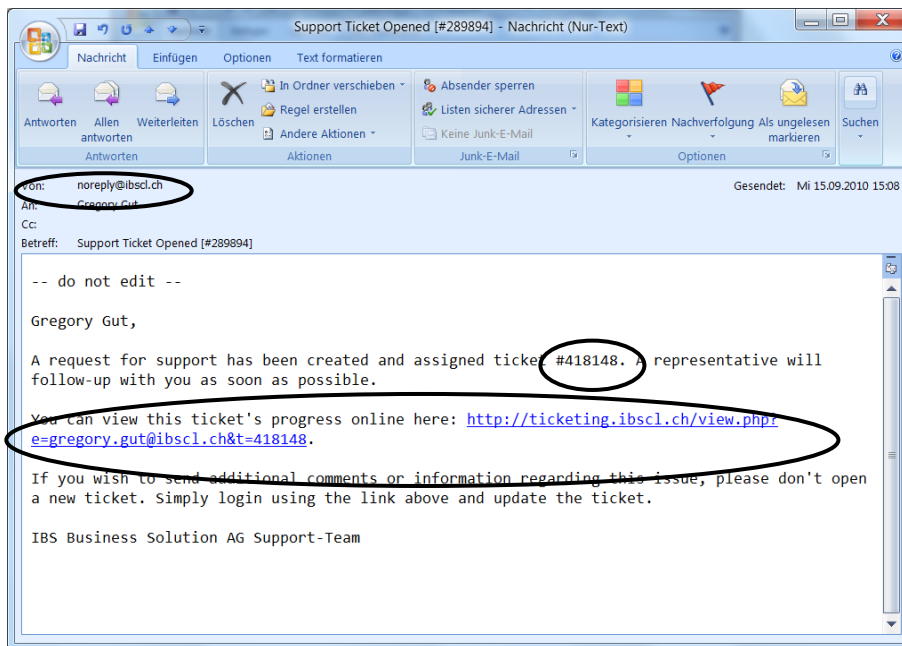 Support Ticket Opened [#289894] - Nachricht (Nur-Text)
Nachricht Einfügen Optionen Text formatieren
Antworten Allen antworten Weiterleiten
Antworten
Löschen In Ordner verschieben
Regel erstellen
Andere Aktionen
Aktionen
Absender sperren
Listen sicherer Adressen
Keine Junk-E-Mail
Junk-E-Mail
Kategorisieren Nachverfolgung Als ungelesen markieren
Optionen
Suchen
Von: noreply@ibscl.ch Gesendet: Mi 15.09.2010 15:08
An: Gregory Gut
Cc:
Betreff: Support Ticket Opened [#289894]
-- do not edit --
Gregory Gut,
A request for support has been created and assigned ticket #418148. A representative will
follow-up with you as soon as possible.
You can view this ticket's progress online here: http://ticketing.ibscl.ch/view.php?
e=gregory.gut@ibscl.ch&t=418148.
If you wish to send additional comments or information regarding this issue, please don't open
a new ticket. Simply login using the link above and update the ticket.
IBS Business Solution AG Support-Team